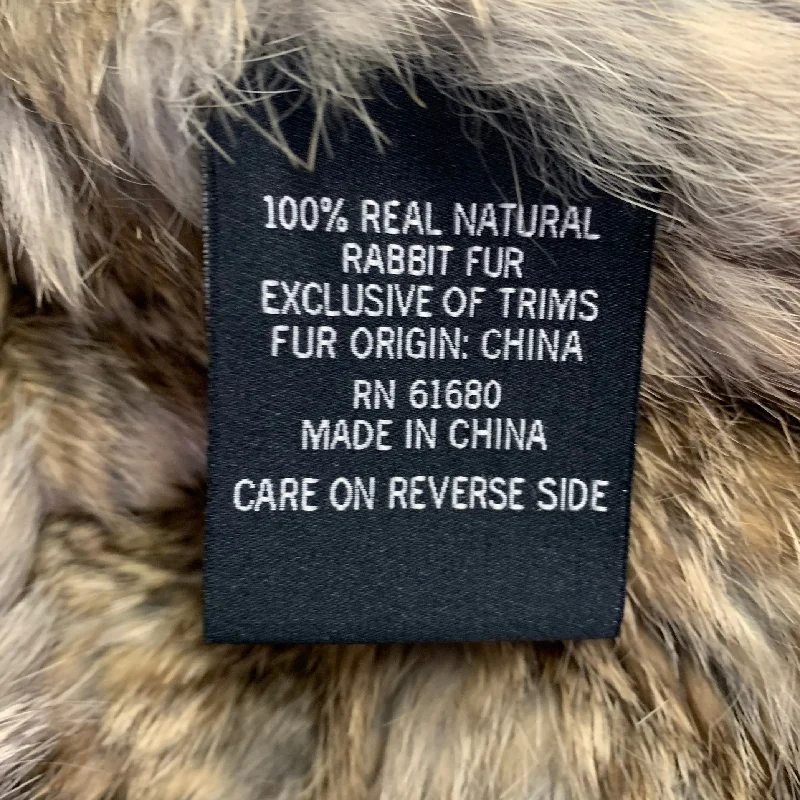 100% REAL NATURAL
RABBIT FUR
EXCLUSIVE OF TRIMS
FUR ORIGIN: CHINA
RN 61680
MADE IN CHINA
CARE ON REVERSE SIDE